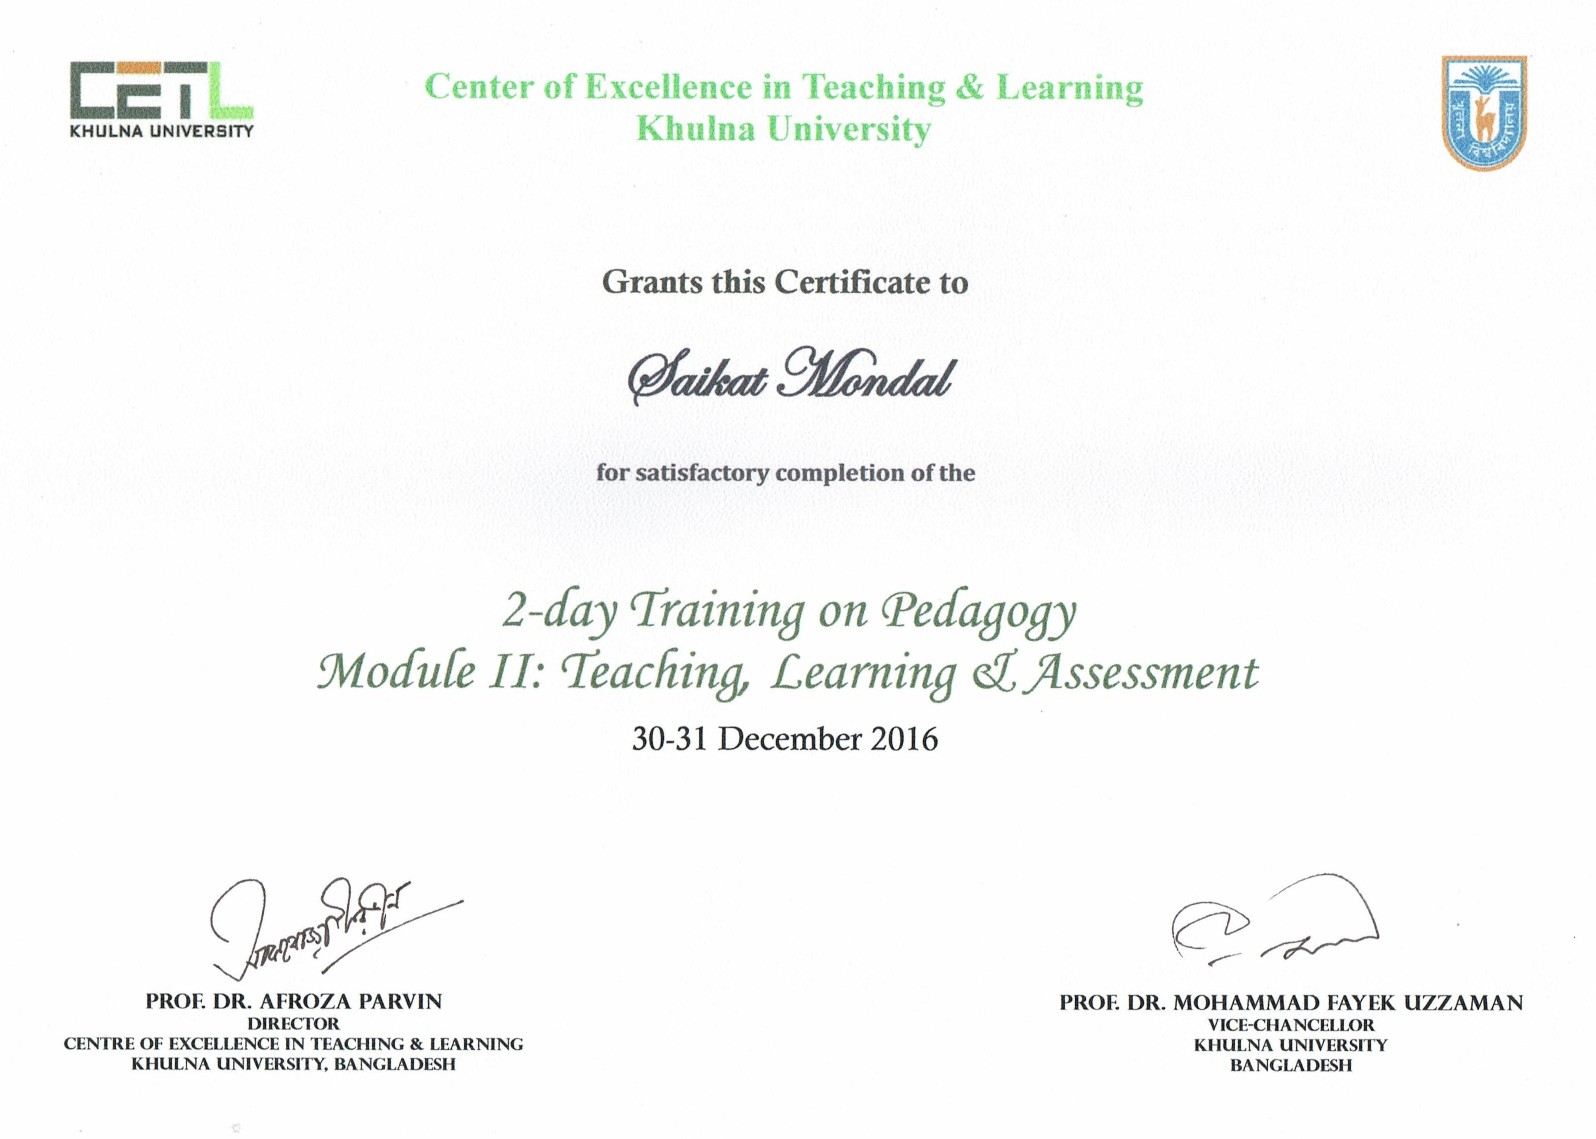 CETL
KHULNA UNIVERSITY
Center of Excellence in Teaching & Learning
Khulna University
খুলনা বিশ্ববিদ্যালয়
Grants this Certificate to
Saikat Mondal
for satisfactory completion of the
2-day Training on Pedagogy
Module II: Teaching, Learning & Assessment
30-31 December 2016
PROF. DR. AFROZA PARVIN
DIRECTOR
CENTRE OF EXCELLENCE IN TEACHING & LEARNING
KHULNA UNIVERSITY, BANGLADESH
PROF. DR. MOHAMMAD FAYEK UZZAMAN
VICE-CHANCELLOR
KHULNA UNIVERSITY
BANGLADESH